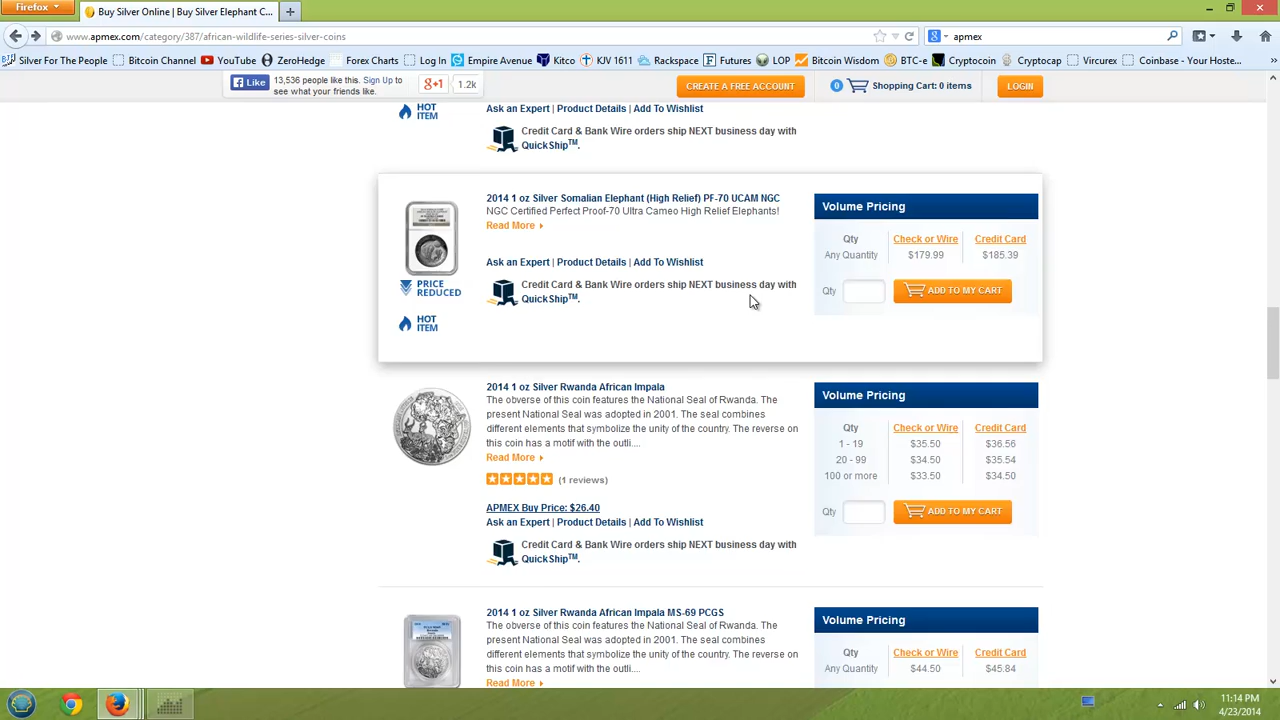 Firefox
Buy Silver Online | Buy Silver Elephant C...
www.apmex.com/category/387/african-wildlife-series-silver-coins
apmex
Silver For The People
Bitcoin Channel
YouTube
ZeroHedge
Forex Charts
Log In
Empire Avenue
Kitco
KJV 1611
Rackspace
Futures
LOP
Bitcoin Wisdom
BTC-e
Cryptocoin
Cryptocap
Vircurex
Coinbase - Your Hoste...
Like
13,536 people like this. Sign Up to
see what your friends like.
+1
1.2k
CREATE A FREE ACCOUNT
0
Shopping Cart: 0 items
LOGIN
HOT
ITEM
Ask an Expert | Product Details | Add To Wishlist
Credit Card & Bank Wire orders ship NEXT business day with
QuickShip™.
2014 1 oz Silver Somalian Elephant (High Relief) PF-70 UCAM NGC
NGC Certified Perfect Proof-70 Ultra Cameo High Relief Elephants!
Read More
PRICE
REDUCED
HOT
ITEM
Ask an Expert | Product Details | Add To Wishlist
Credit Card & Bank Wire orders ship NEXT business day with
QuickShip™.
Volume Pricing
Qty Check or Wire Credit Card
Any Quantity $179.99 $185.39
Qty ADD TO MY CART
2014 1 oz Silver Rwanda African Impala
The obverse of this coin features the National Seal of Rwanda. The
present National Seal was adopted in 2001. The seal combines
different elements that symbolize the unity of the country. The reverse on
this coin has a motif with the outli....
Read More
(1 reviews)
APMEX Buy Price: $26.40
Ask an Expert | Product Details | Add To Wishlist
Credit Card & Bank Wire orders ship NEXT business day with
QuickShip™.
Volume Pricing
Qty Check or Wire Credit Card
1 - 19 $35.50 $36.56
20 - 99 $34.50 $35.54
100 or more $33.50 $34.50
Qty ADD TO MY CART
2014 1 oz Silver Rwanda African Impala MS-69 PCGS
The obverse of this coin features the National Seal of Rwanda. The
present National Seal was adopted in 2001. The seal combines
different elements that symbolize the unity of the country. The reverse on
this coin has a motif with the outli....
Read More
Volume Pricing
Qty Check or Wire Credit Card
Any Quantity $44.50 $45.84
11:14 PM
4/23/2014